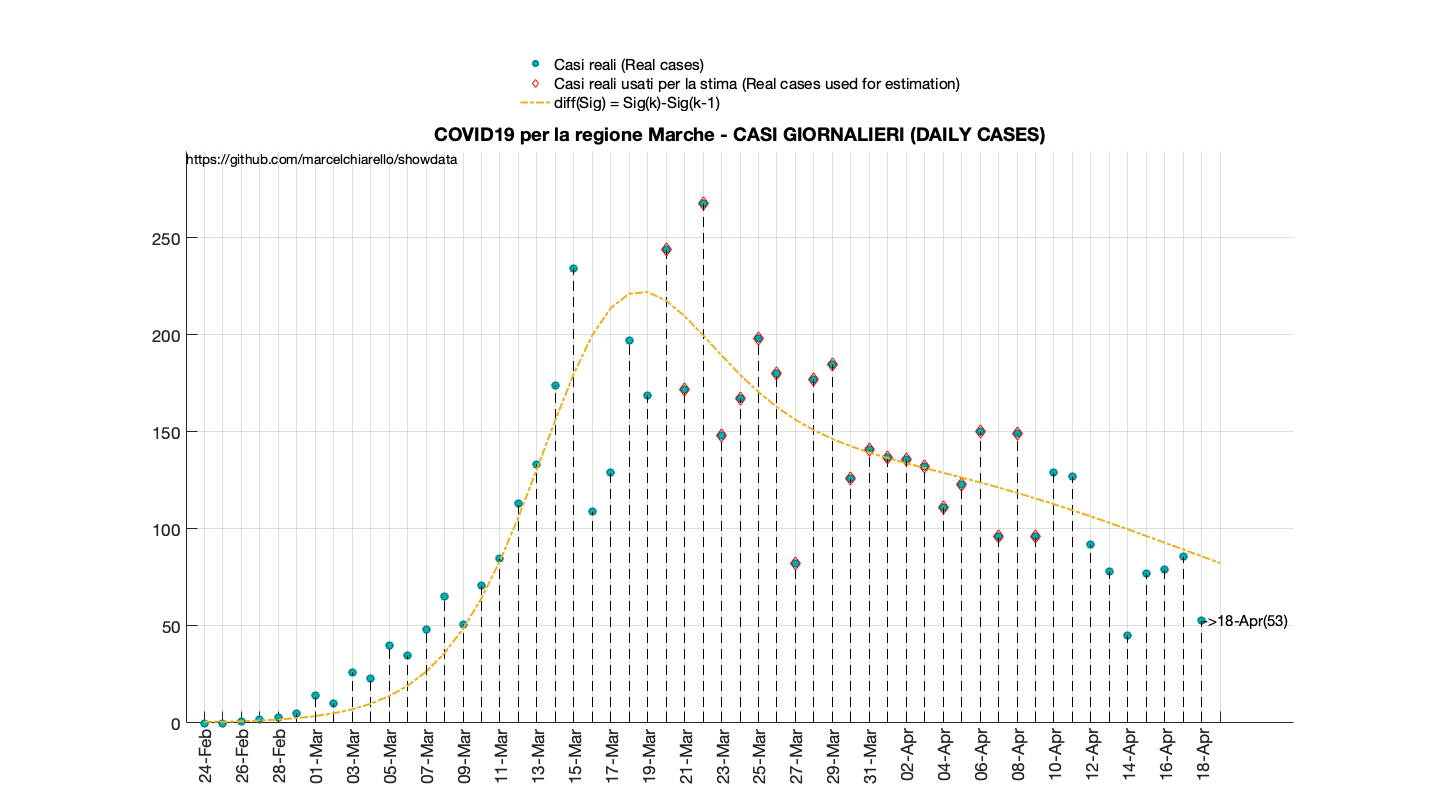 Casi reali (Real cases)
Casi reali usati per la stima (Real cases used for estimation)
diff(Sig) = Sig(k)-Sig(k-1)
COVID19 per la regione Marche - CASI GIORNALIERI (DAILY CASES)
https://github.com/marcelchiarello/showdata
250
200
150
100
50
0
->18-Apr(53)
24-Feb
26-Feb
28-Feb
01-Mar
03-Mar
05-Mar
07-Mar
09-Mar
11-Mar
13-Mar
15-Mar
17-Mar
19-Mar
21-Mar
23-Mar
25-Mar
27-Mar
29-Mar
31-Mar
02-Apr
04-Apr
06-Apr
08-Apr
10-Apr
12-Apr
14-Apr
16-Apr
18-Apr